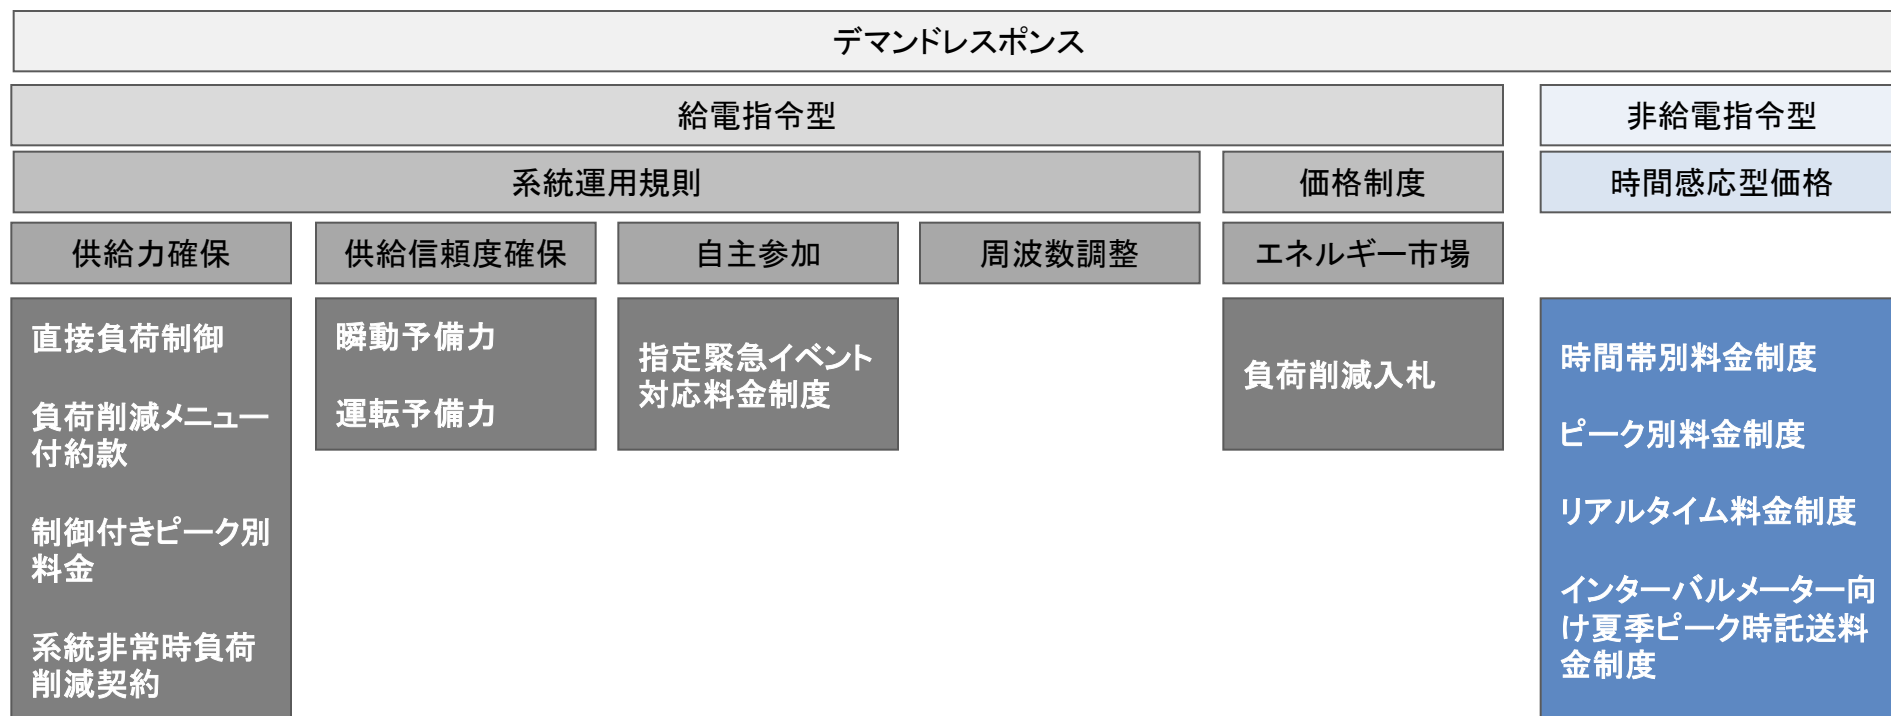 デマンドレスポンス
給電指令型
非給電指令型
系統運用規則
価格制度
時間感応型価格
供給力確保
供給信頼度確保
自主参加
周波数調整
エネルギー市場
直接負荷制御
負荷削減メニュー
付約款
制御付きピーク別
料金
系統非常時負荷
削減契約
瞬動予備力
運転予備力
指定緊急イベント
対応料金制度
負荷削減入札
時間帯別料金制度
ピーク別料金制度
リアルタイム料金制度
インターバルメーター向
け夏季ピーク時託送料
金制度